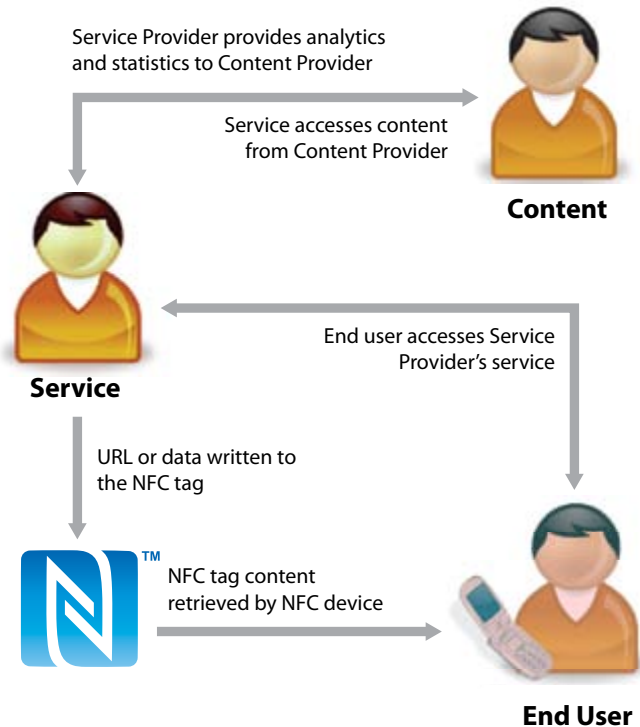 Service Provider provides analytics
and statistics to Content Provider
Service accesses content
from Content Provider
Content
End user accesses Service
Provider’s service
Service
URL or data written to
the NFC tag
TM
NFC tag content
retrieved by NFC device
End User